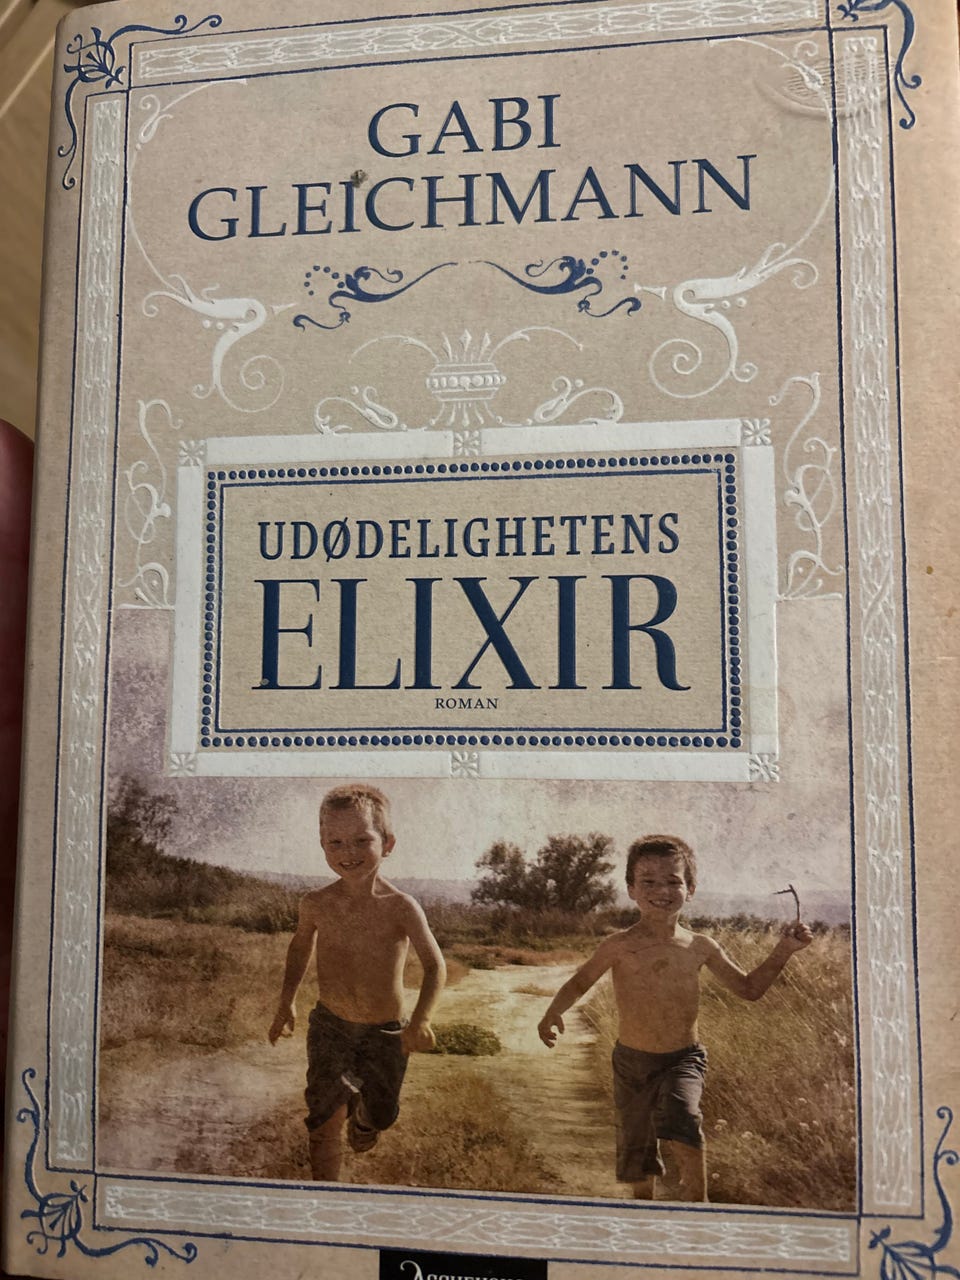 GABI
GLEICHMANN
UDØDELIGHETENS
ELIXIR
ROMAN